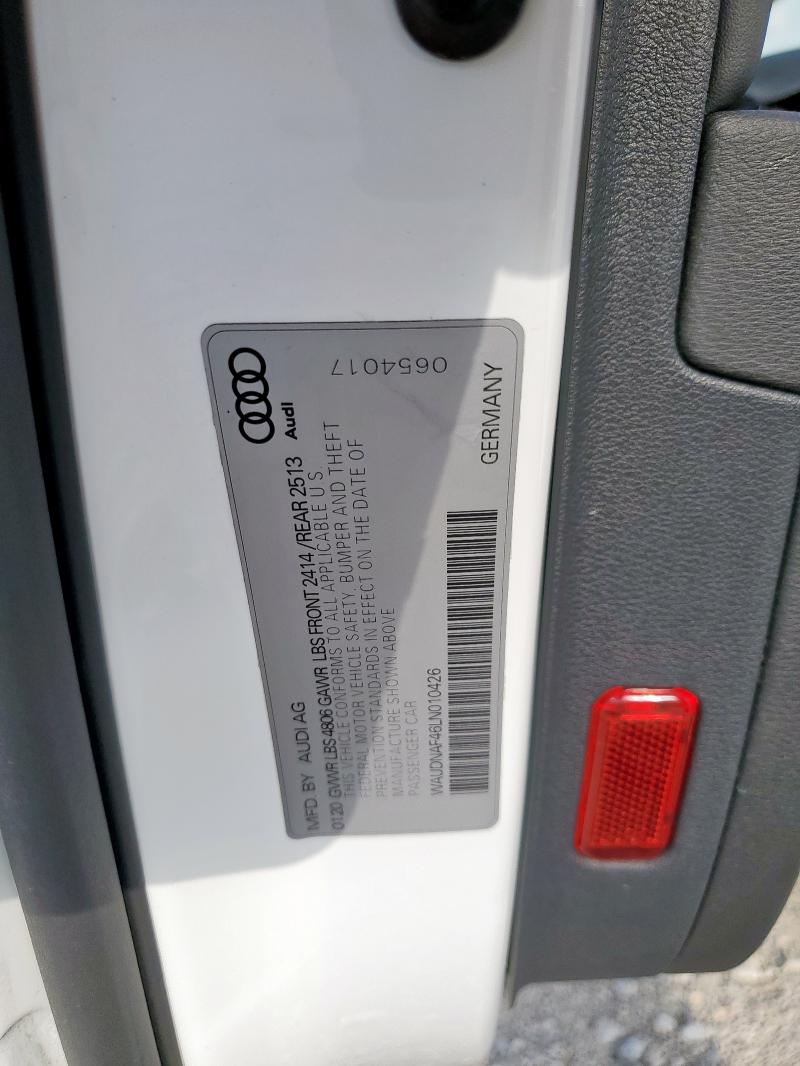 MFD. BY AUDI AG
Audi
0120 GVWR LBS 4806 GAWR LBS FRONT 2414 / REAR 2513
THIS VEHICLE CONFORMS TO ALL APPLICABLE U S.
FEDERAL MOTOR VEHICLE SAFETY, BUMPER AND THEFT
PREVENTION STANDARDS IN EFFECT ON THE DATE OF
MANUFACTURE SHOWN ABOVE
PASSENGER CAR
0654017
WAUDNAF46LN010426
GERMANY